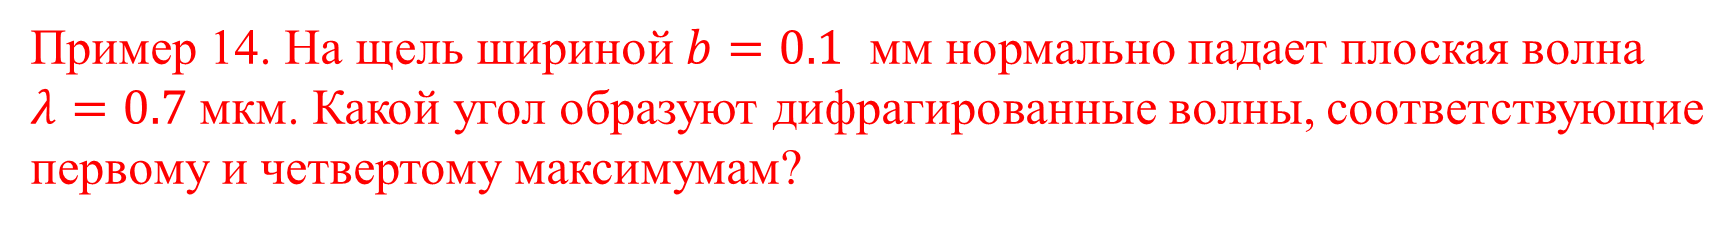 Пример 14. На щель шириной b = 0.1 мм нормально падает плоская волна
λ = 0.7 мкм. Какой угол образуют дифрагированные волны, соответствующие
первому и четвертому максимумам?